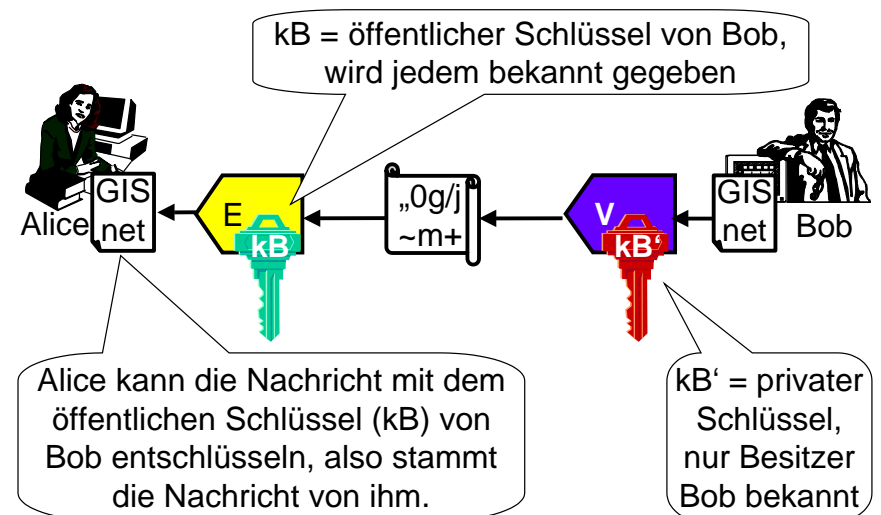 kB = öffentlicher Schlüssel von Bob,
wird jedem bekannt gegeben
Alice
GIS
net
E
kB
„0g/j
~m+
V
kB‘
GIS
net
Bob
Alice kann die Nachricht mit dem
öffentlichen Schlüssel (kB) von
Bob entschlüsseln, also stammt
die Nachricht von ihm.
kB‘ = privater
Schlüssel,
nur Besitzer
Bob bekannt